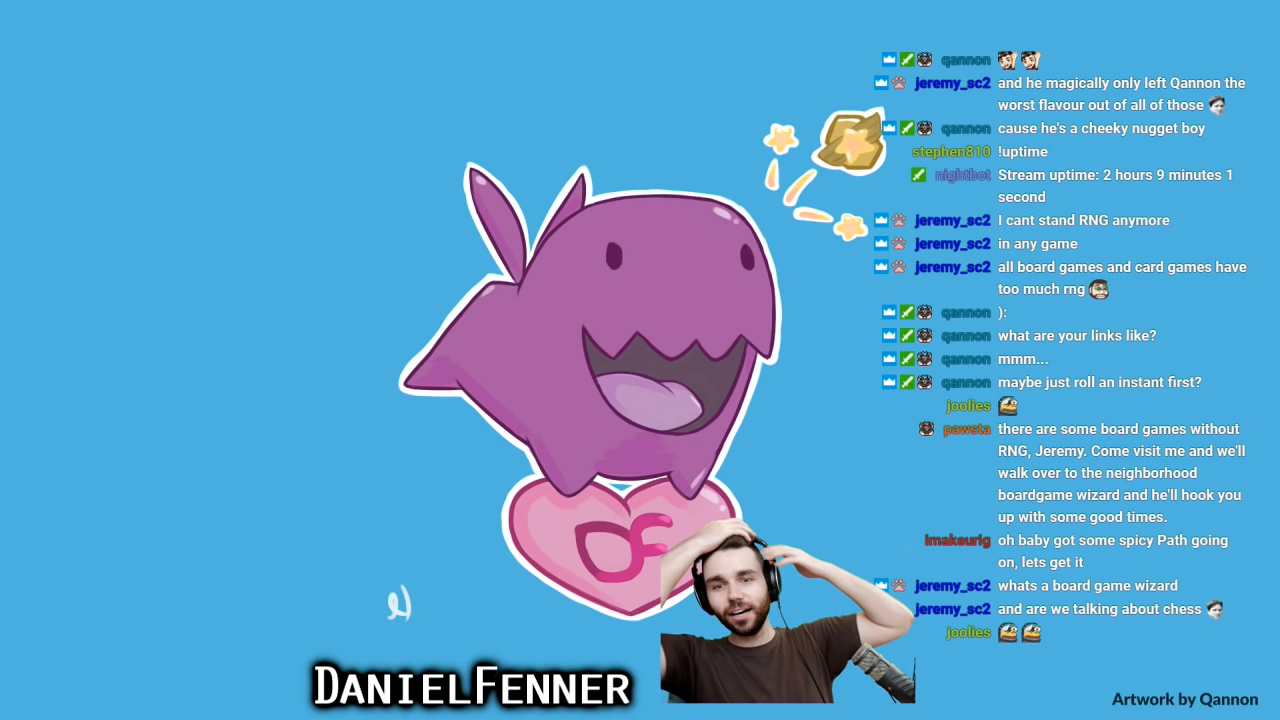 qannon
jeremy_sc2 and he magically only left Qannon the
worst flavour out of all of those
qannon cause he's a cheeky nugget boy
stephen810 !uptime
nightbot Stream uptime: 2 hours 9 minutes 1
second
jeremy_sc2 I cant stand RNG anymore
jeremy_sc2 in any game
jeremy_sc2 all board games and card games have
too much rng
qannon ):
qannon what are your links like?
qannon mmm...
qannon maybe just roll an instant first?
joolies
pawsta there are some board games without
RNG, Jeremy. Come visit me and we'll
walk over to the neighborhood
boardgame wizard and he'll hook you
up with some good times.
imakeurlg oh baby got some spicy Path going
on, lets get it
jeremy_sc2 whats a board game wizard
jeremy_sc2 and are we talking about chess
joolies
DF
DANIELFENNER
Artwork by Qannon